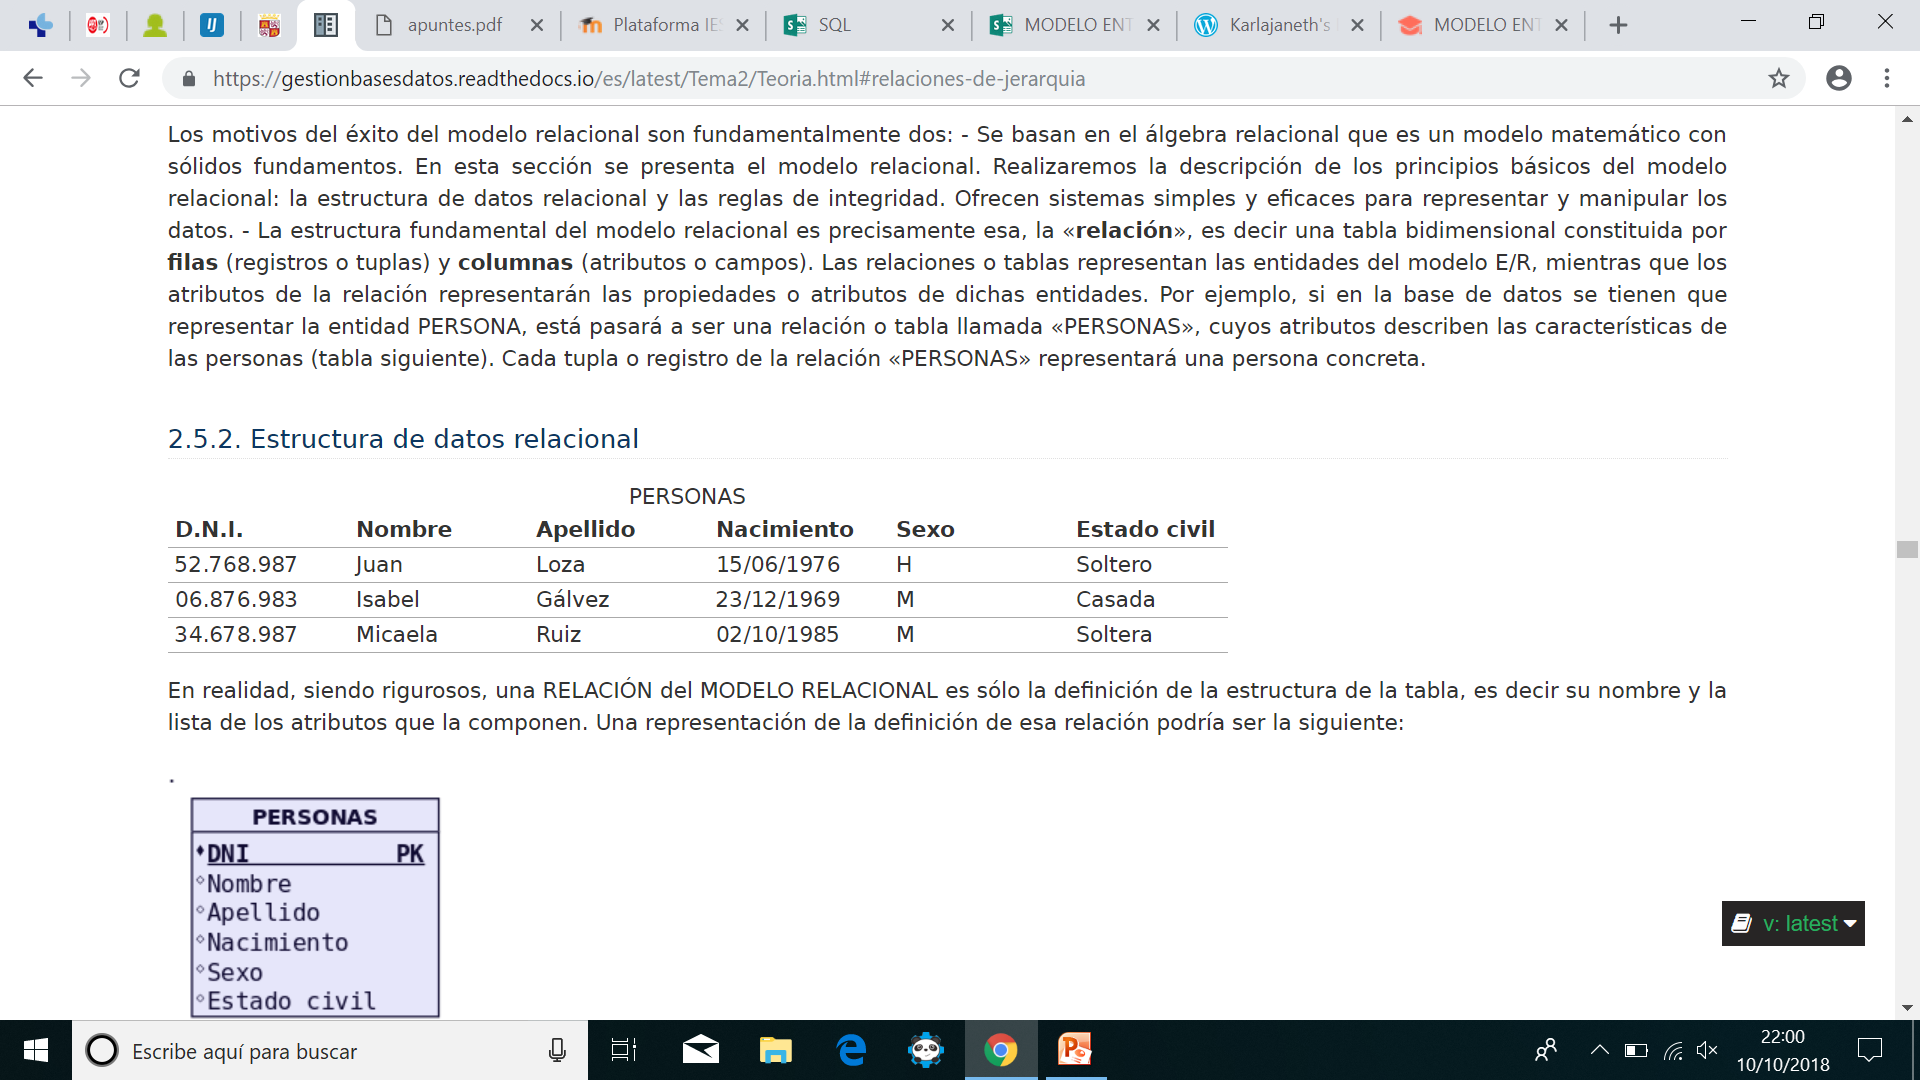 apuntes.pdf
Plataforma IES
SQL
MODELO ENT
Karlajaneth's
MODELO ENT
https://gestionbasesdatos.readthedocs.io/es/latest/Tema2/Teoria.html#relaciones-de-jerarquia
Los motivos del éxito del modelo relacional son fundamentalmente dos: - Se basan en el álgebra relacional que es un modelo matemático con
sólidos fundamentos. En esta sección se presenta el modelo relacional. Realizaremos la descripción de los principios básicos del modelo
relacional: la estructura de datos relacional y las reglas de integridad. Ofrecen sistemas simples y eficaces para representar y manipular los
datos. - La estructura fundamental del modelo relacional es precisamente esa, la «relación», es decir una tabla bidimensional constituida por
filas (registros o tuplas) y columnas (atributos o campos). Las relaciones o tablas representan las entidades del modelo E/R, mientras que los
atributos de la relación representarán las propiedades o atributos de dichas entidades. Por ejemplo, si en la base de datos se tienen que
representar la entidad PERSONA, está pasará a ser una relación o tabla llamada «PERSONAS», cuyos atributos describen las características de
las personas (tabla siguiente). Cada tupla o registro de la relación «PERSONAS» representará una persona concreta.
2.5.2. Estructura de datos relacional
PERSONAS
D.N.I. Nombre Apellido Nacimiento Sexo Estado civil
52.768.987 Juan Loza 15/06/1976 H Soltero
06.876.983 Isabel Gálvez 23/12/1969 M Casada
34.678.987 Micaela Ruiz 02/10/1985 M Soltera
En realidad, siendo rigurosos, una RELACIÓN del MODELO RELACIONAL es sólo la definición de la estructura de la tabla, es decir su nombre y la
lista de los atributos que la componen. Una representación de la definición de esa relación podría ser la siguiente:
PERSONAS
DNI PK
Nombre
Apellido
Nacimiento
Sexo
Estado civil
v: latest
Escribe aquí para buscar
22:00
10/10/2018